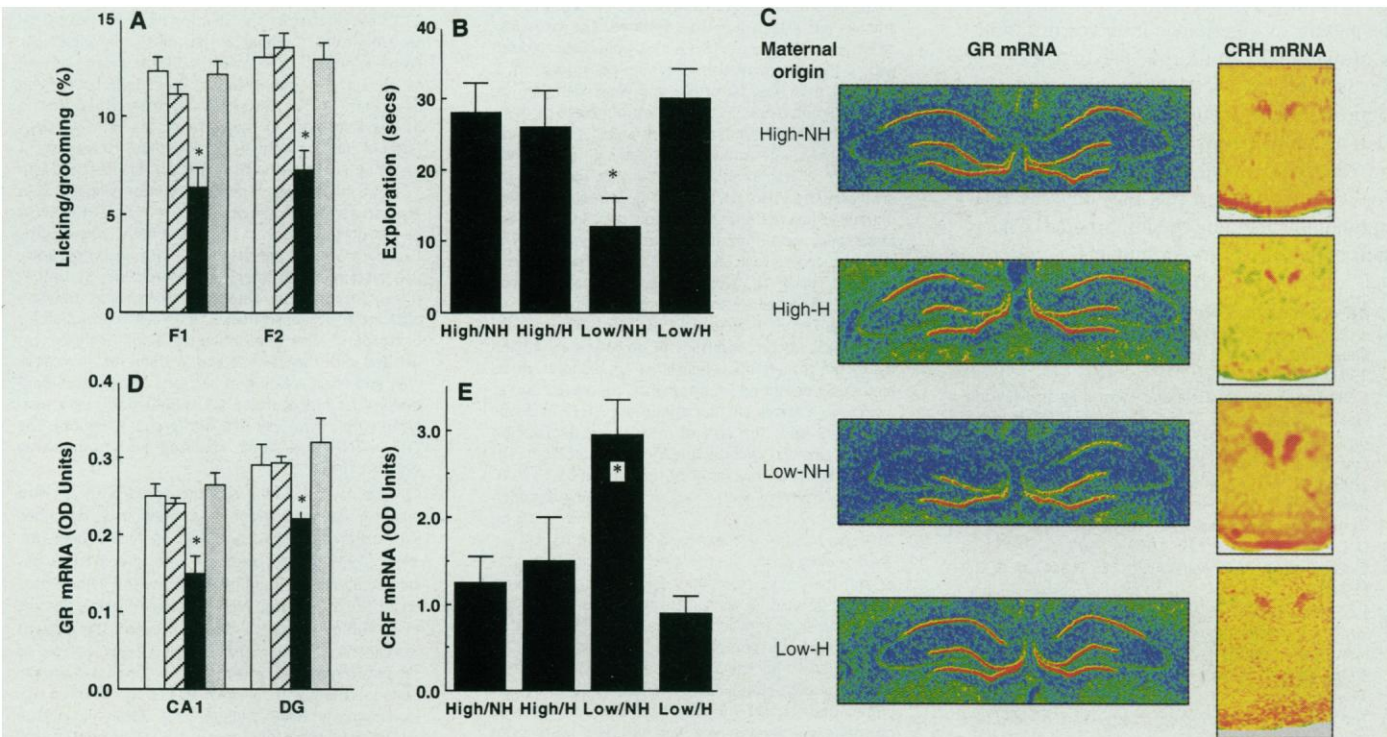 A
Licking/grooming (%)
15
10
5
0
F1 F2
*
*
B
Exploration (secs)
40
30
20
10
0
*
High/NH High/H Low/NH Low/H
C
Maternal
origin
GR mRNA
CRH mRNA
High-NH
High-H
Low-NH
Low-H
D
GR mRNA (OD Units)
0.4
0.3
0.2
0.1
0.0
*
*
CA1 DG
E
CRF mRNA (OD Units)
3.0
2.0
1.0
0.0
*
High/NH High/H Low/NH Low/H